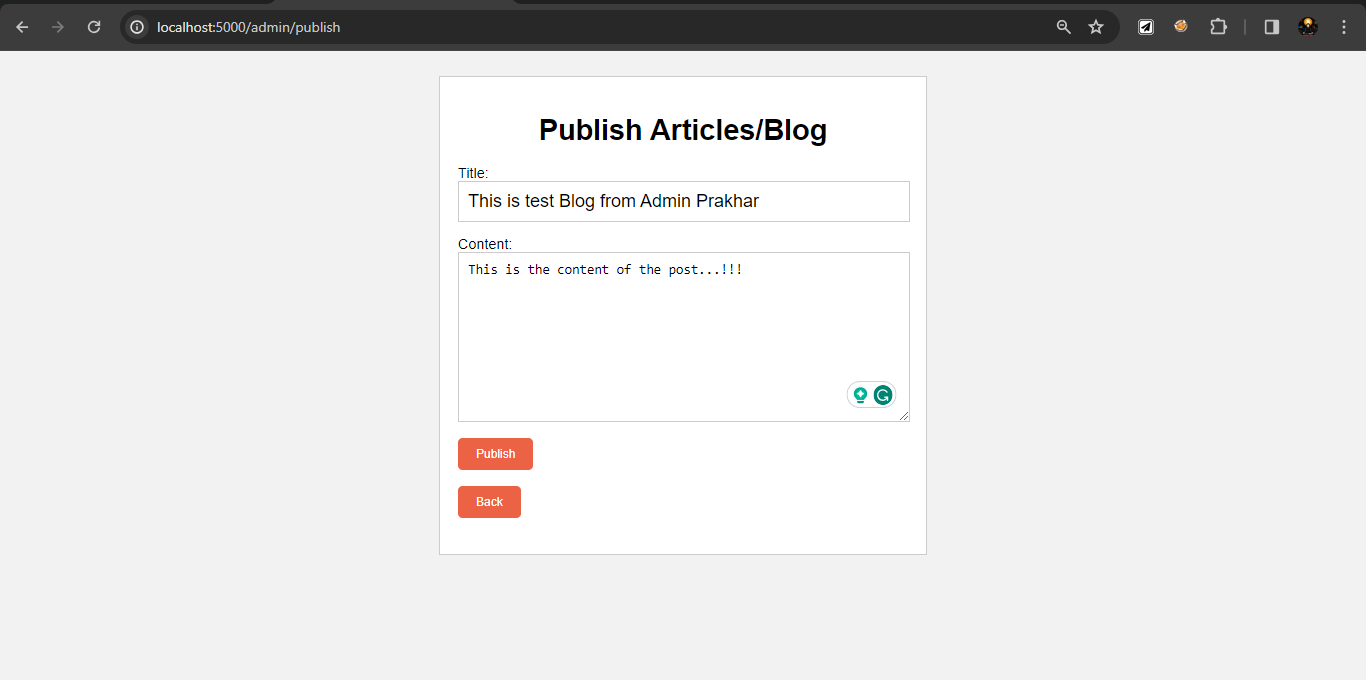 localhost:5000/admin/publish
Publish Articles/Blog
Title:
This is test Blog from Admin Prakhar
Content:
This is the content of the post...!!!
Publish
Back